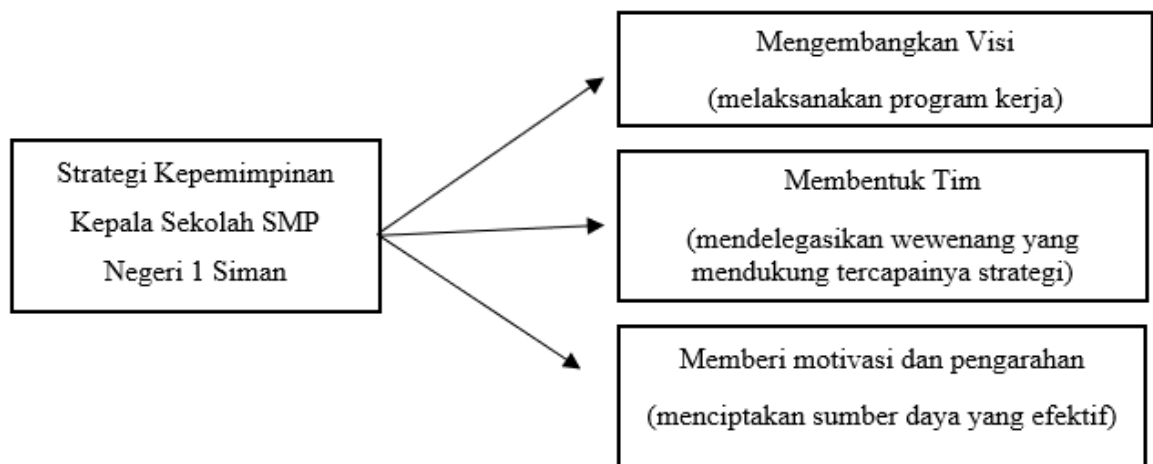 Strategi Kepemimpinan
Kepala Sekolah SMP
Negeri 1 Siman
Mengembangkan Visi
(melaksanakan program kerja)
Membentuk Tim
(mendelegasikan wewenang yang
mendukung tercapainya strategi)
Memberi motivasi dan pengarahan
(menciptakan sumber daya yang efektif)